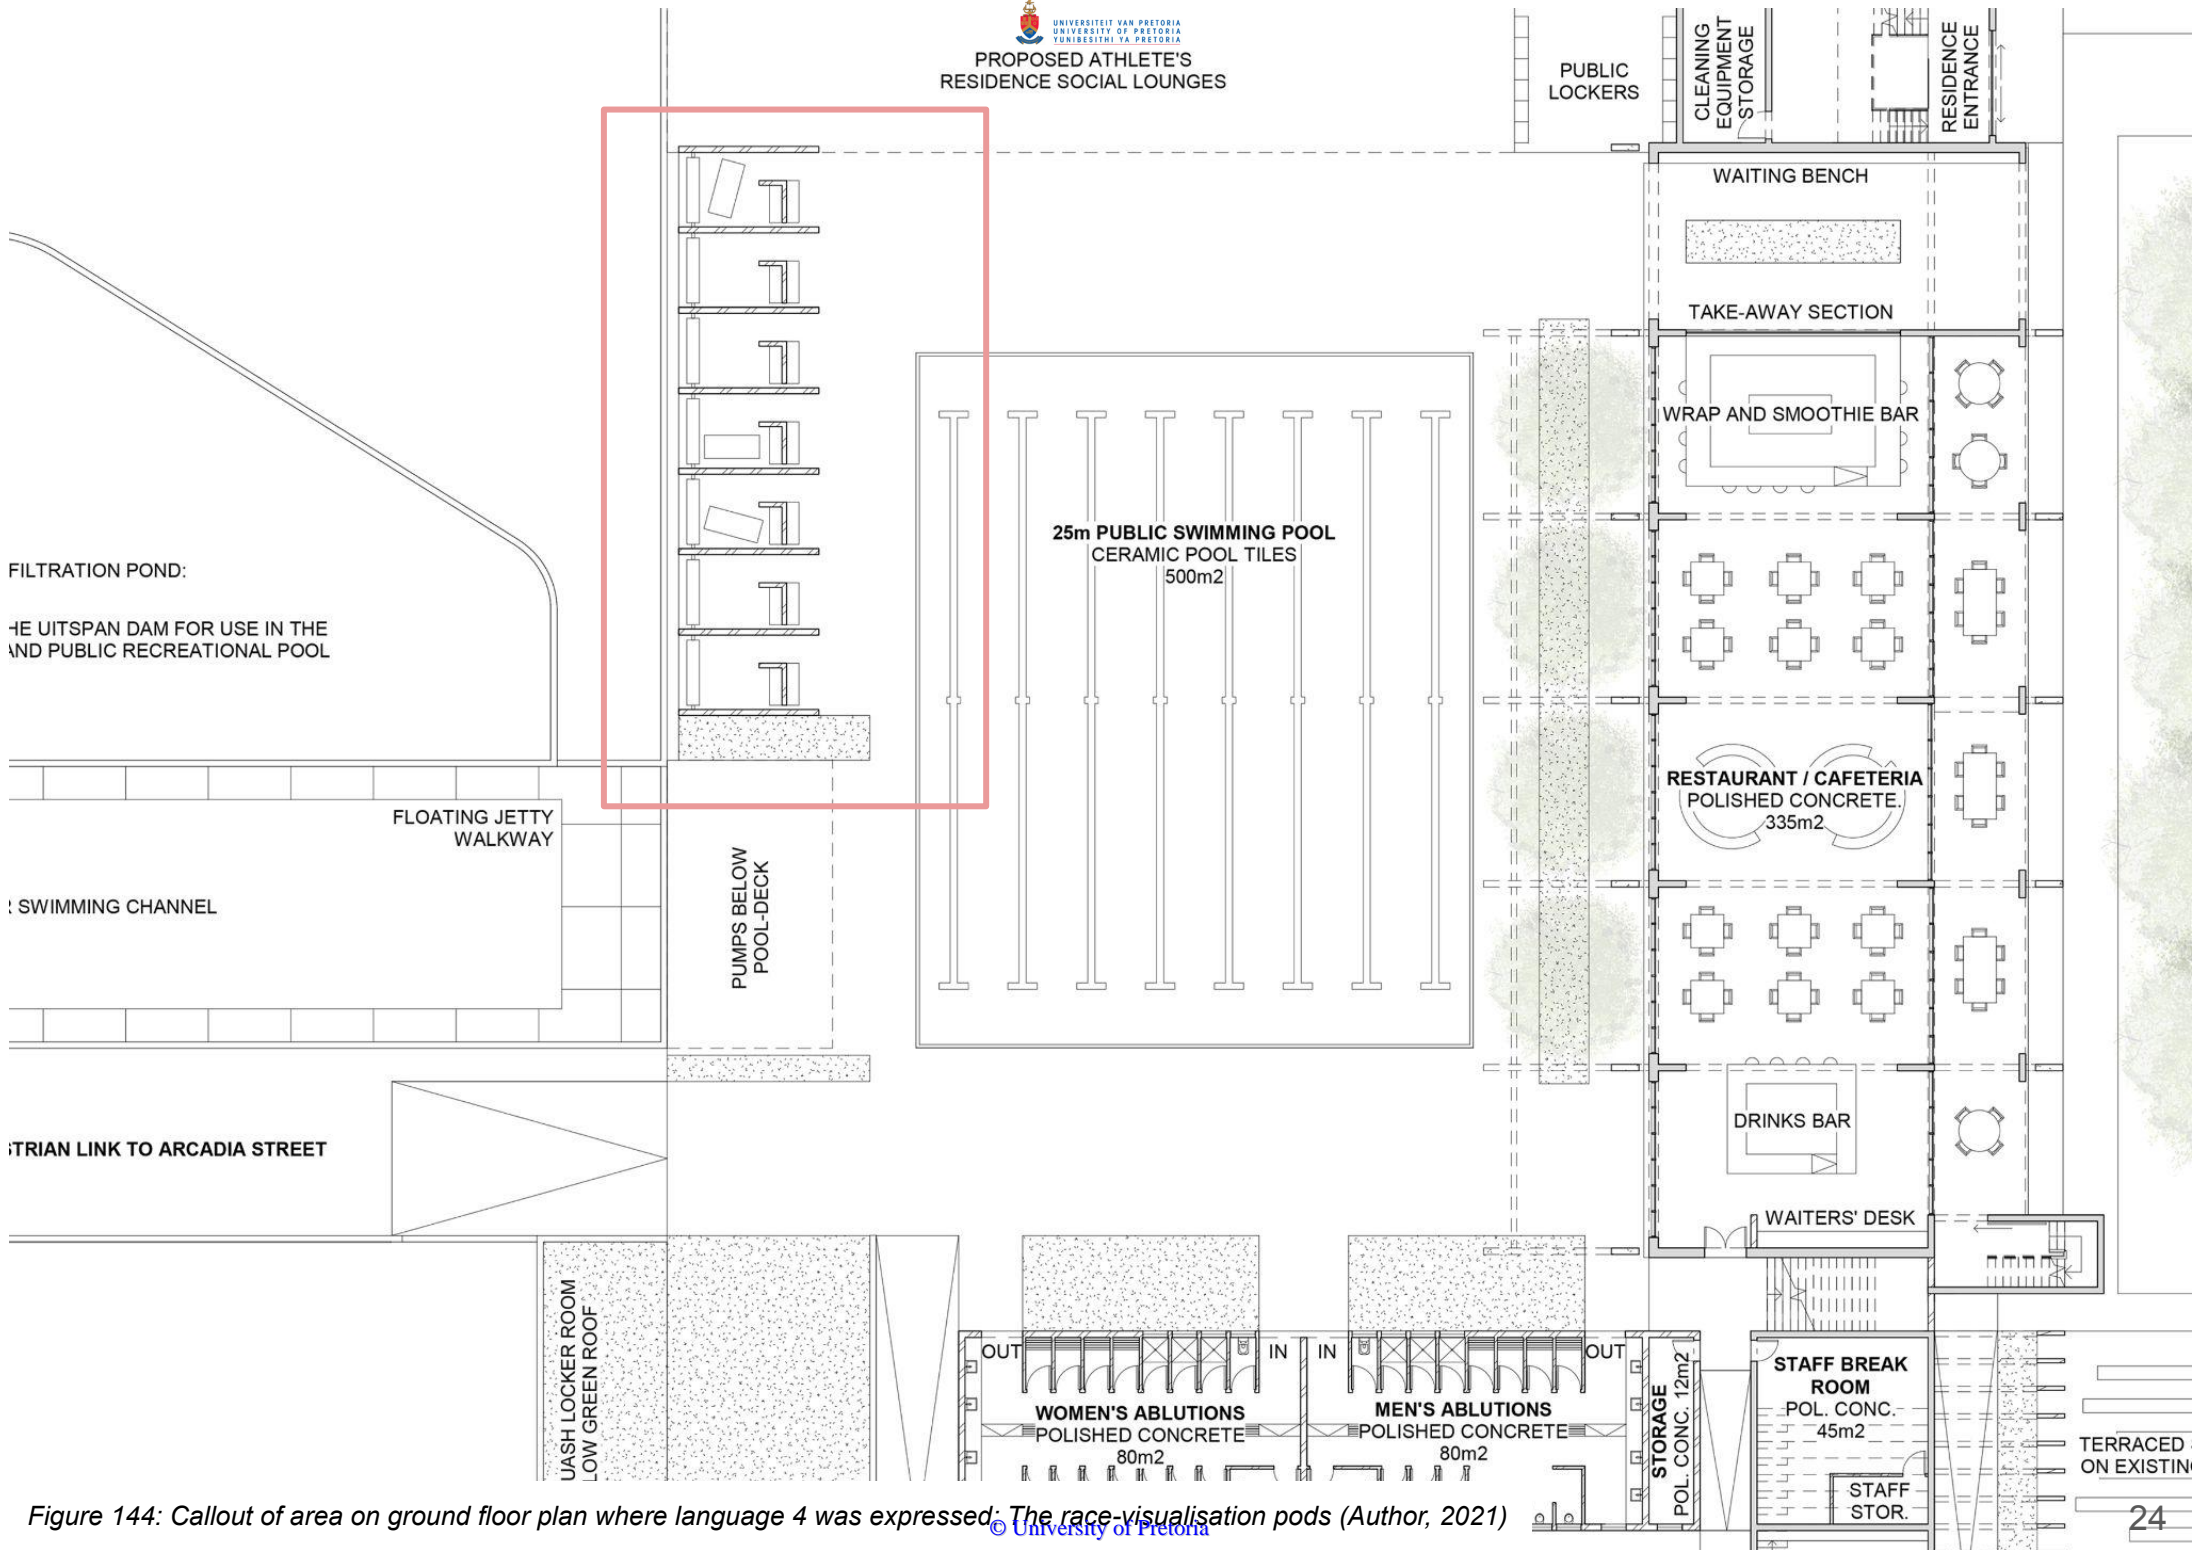 UNIVERSITEIT VAN PRETORIA
UNIVERSITY OF PRETORIA
YUNIBESITHI YA PRETORIA
PROPOSED ATHLETE'S
RESIDENCE SOCIAL LOUNGES
PUBLIC
LOCKERS
CLEANING
EQUIPMENT
STORAGE
RESIDENCE
ENTRANCE
WAITING BENCH
TAKE-AWAY SECTION
WRAP AND SMOOTHIE BAR
25m PUBLIC SWIMMING POOL
CERAMIC POOL TILES
500m2
FILTRATION POND:
HE UITSPAN DAM FOR USE IN THE
AND PUBLIC RECREATIONAL POOL
RESTAURANT / CAFETERIA
POLISHED CONCRETE.
335m2
FLOATING JETTY
WALKWAY
SWIMMING CHANNEL
PUMPS BELOW
POOL-DECK
DRINKS BAR
TRIAN LINK TO ARCADIA STREET
WAITERS' DESK
UASH LOCKER ROOM
LOW GREEN ROOF
OUT
IN
IN
OUT
WOMEN'S ABLUTIONS
POLISHED CONCRETE
80m2
MEN'S ABLUTIONS
POLISHED CONCRETE
80m2
STORAGE
POL. CONC. 12m2
STAFF BREAK
ROOM
POL. CONC.
45m2
STAFF
STOR.
TERRACED
ON EXISTING
Figure 144: Callout of area on ground floor plan where language 4 was expressed: The race-visualisation pods (Author, 2021)
© University of Pretoria
24